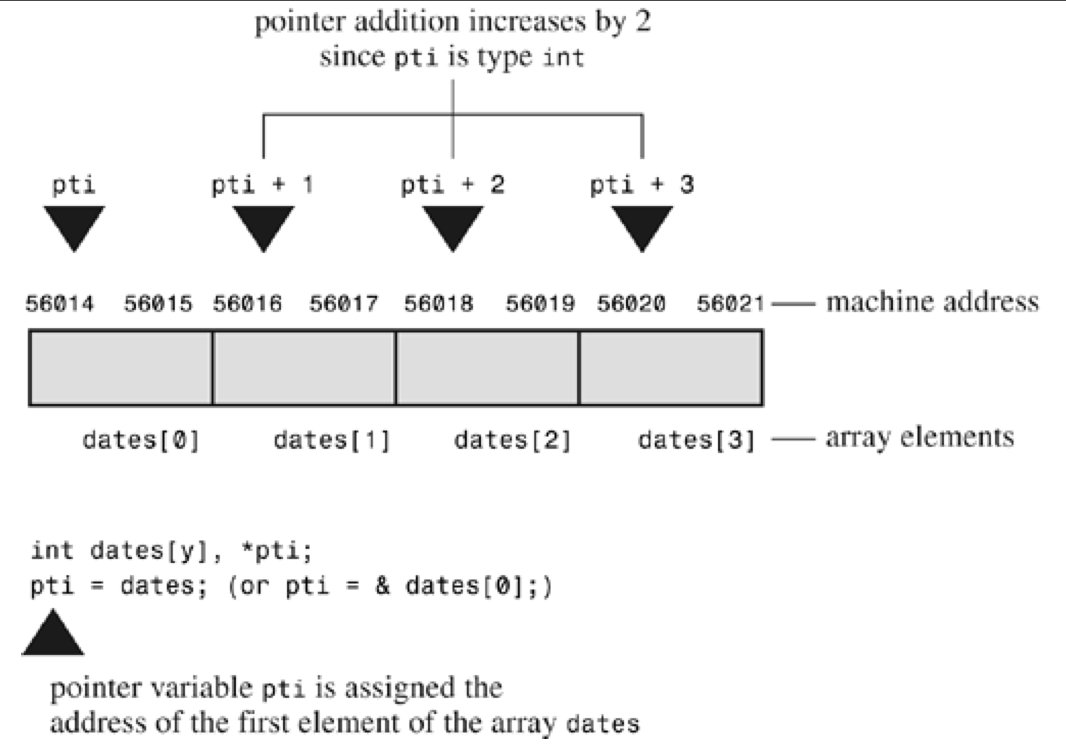 pointer addition increases by 2
since pti is type int
pti pti + 1 pti + 2 pti + 3
56014 56015 56016 56017 56018 56019 56020 56021 machine address
dates[0] dates[1] dates[2] dates[3] array elements
int dates[y], *pti;
pti = dates; (or pti = & dates[0];)
pointer variable pti is assigned the
address of the first element of the array dates